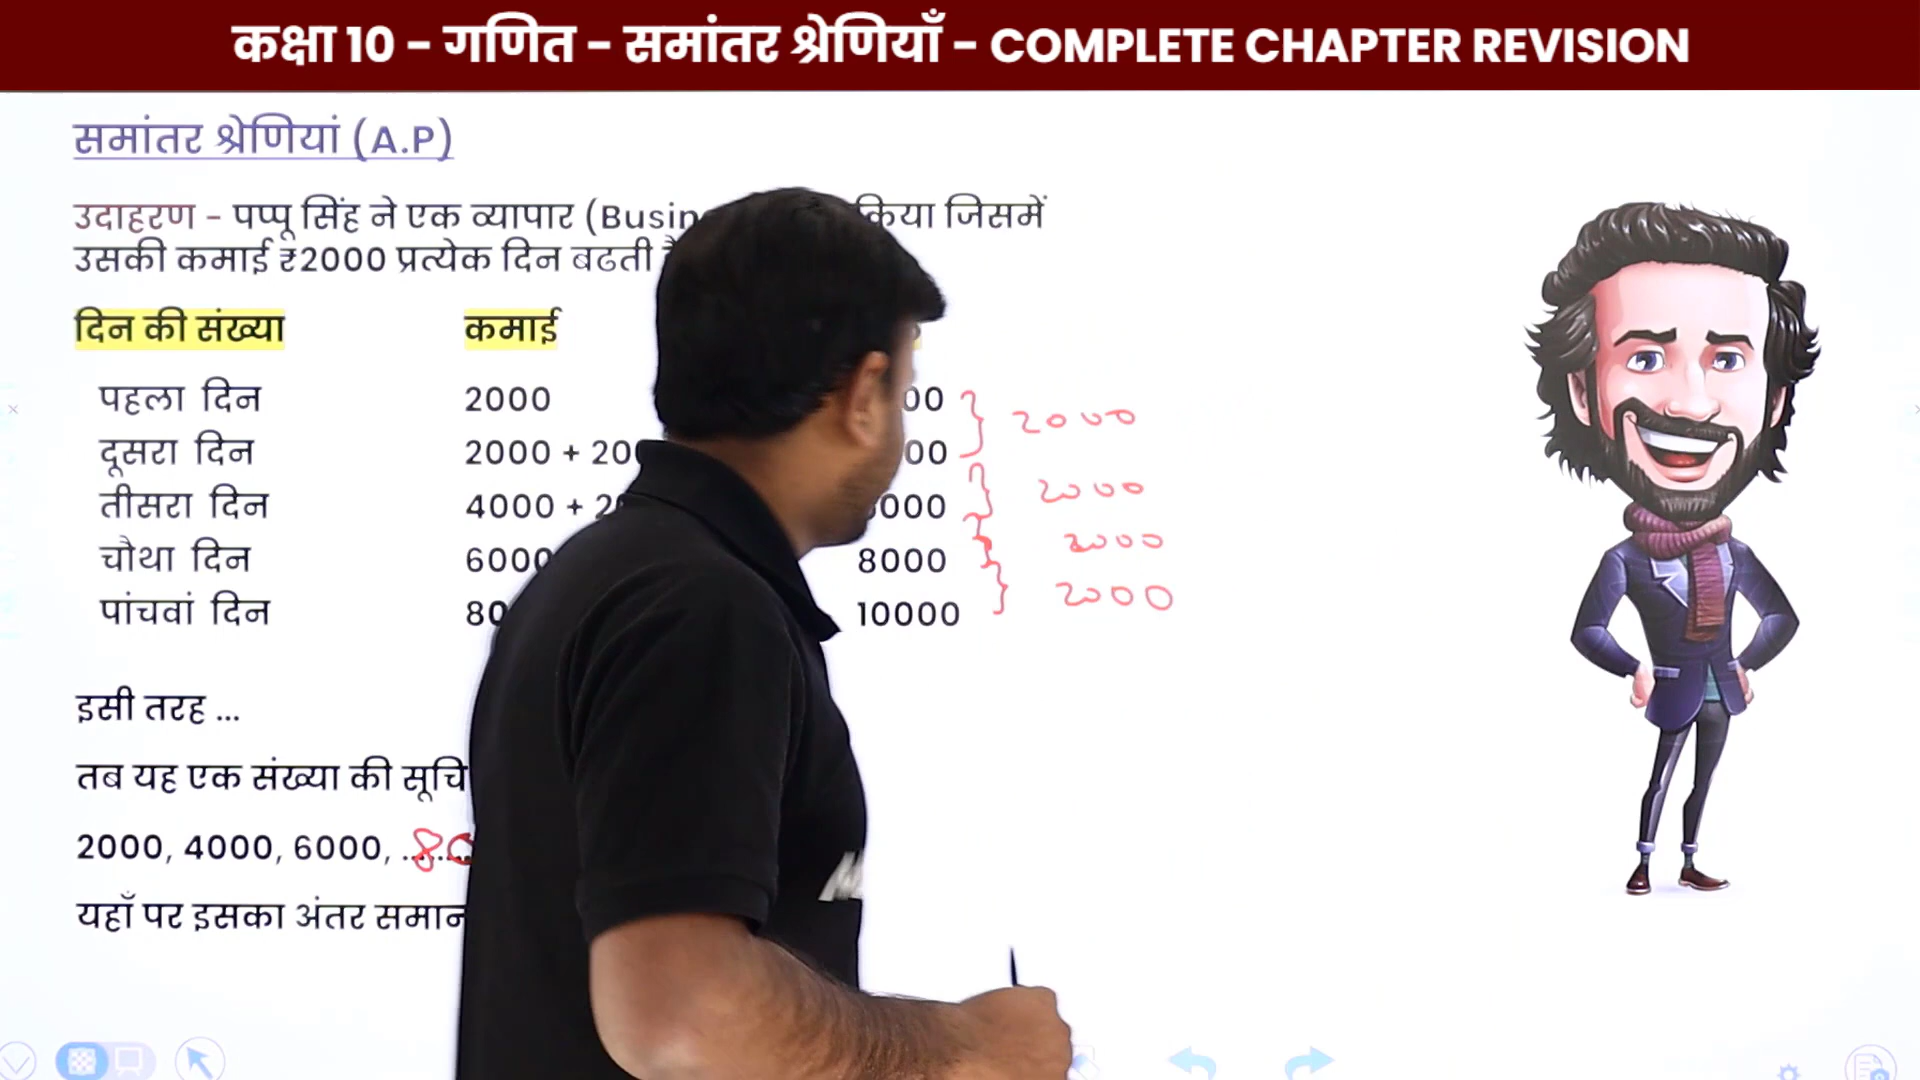 कक्षा 10 - गणित - समांतर श्रेणियाँ - COMPLETE CHAPTER REVISION
समांतर श्रेणियां (A.P)
उदाहरण - पप्पू सिंह ने एक व्यापार (Busin किया जिसमें
उसकी कमाई ₹2000 प्रत्येक दिन बढती
दिन की संख्या कमाई
पहला दिन 2000 00 2000
दूसरा दिन 2000 + 200 00
तीसरा दिन 4000 + 2 000 2000
चौथा दिन 6000 8000 2000
पांचवां दिन 80 10000 2000
इसी तरह ...
तब यह एक संख्या की सूचि
2000, 4000, 6000, ........ 80
यहाँ पर इसका अंतर समान